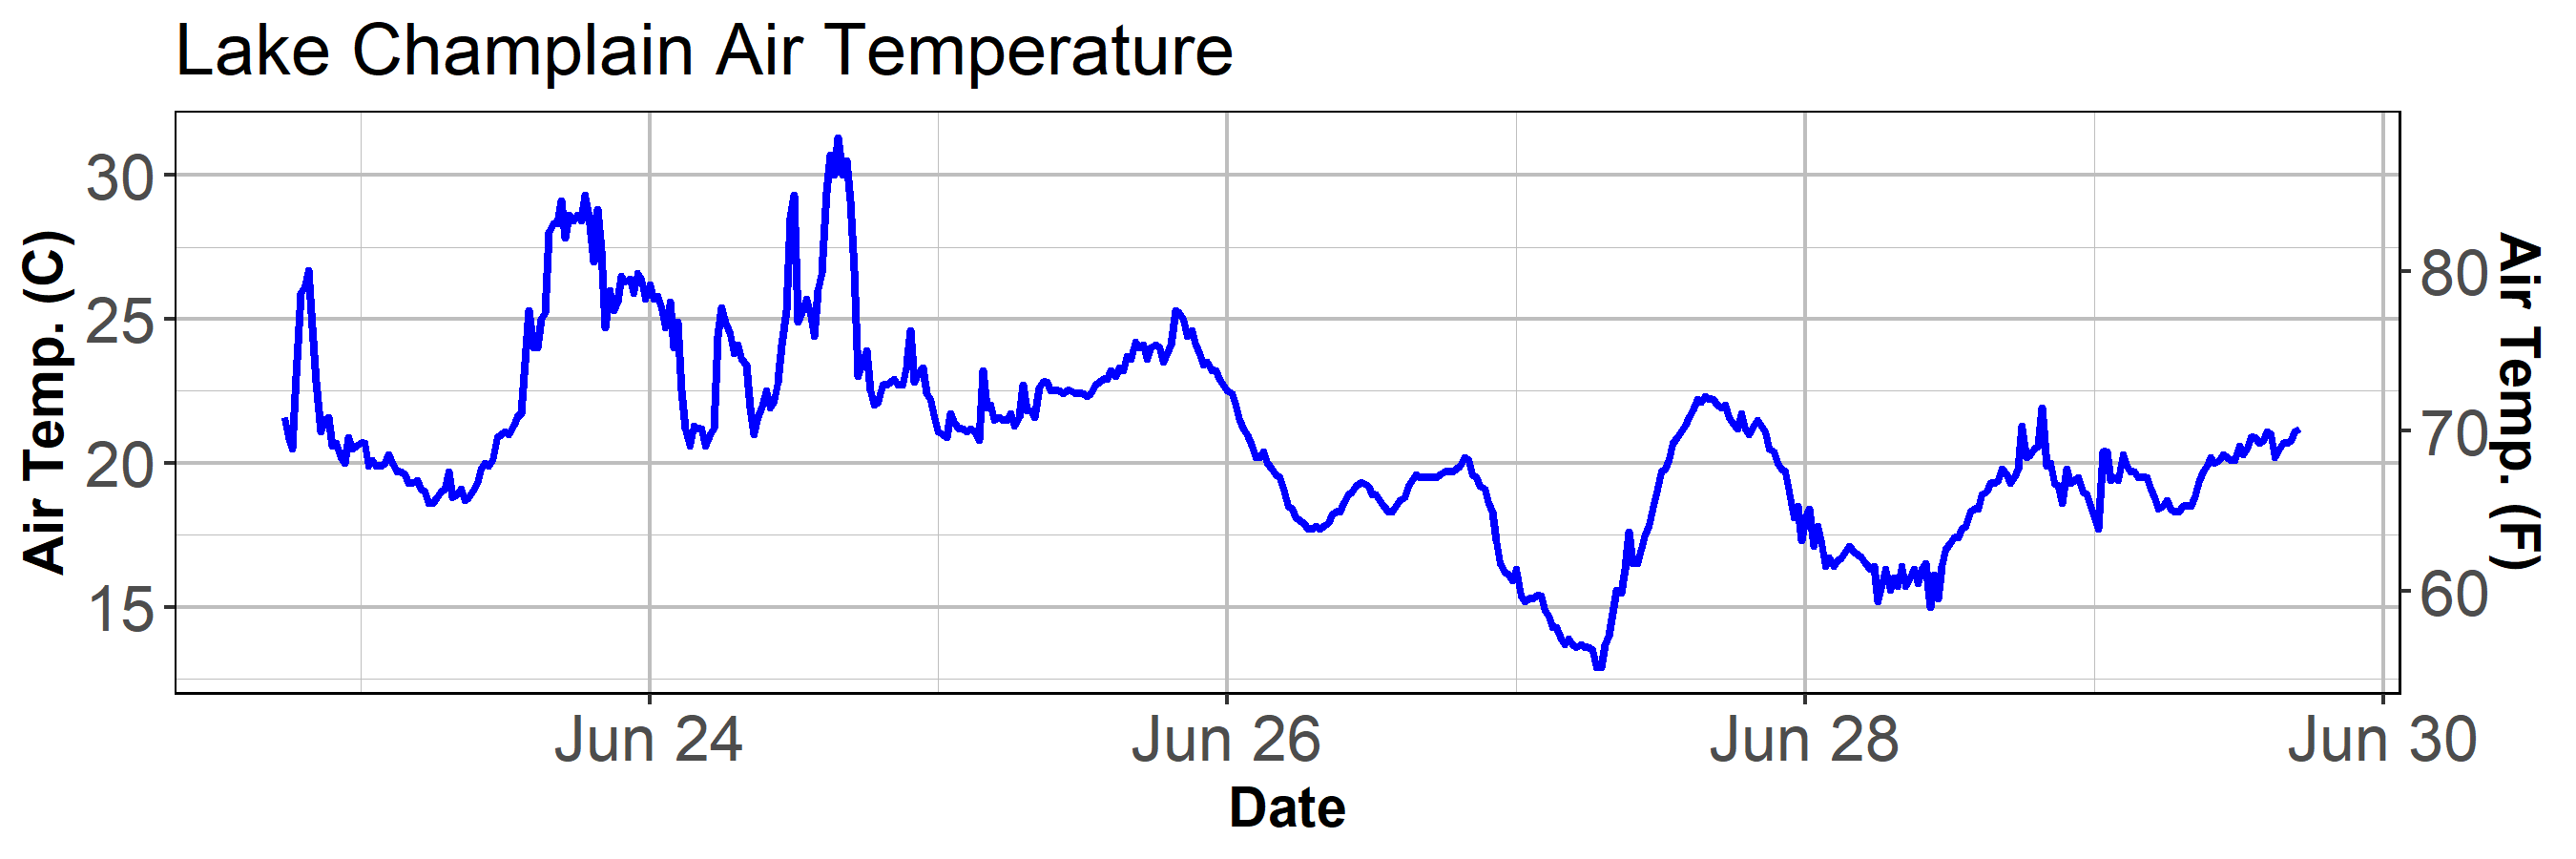 Lake Champlain Air Temperature
Air Temp. (C)
30
25
20
15
80
70
60
Air Temp. (F)
Jun 24
Jun 26
Jun 28
Jun 30
Date